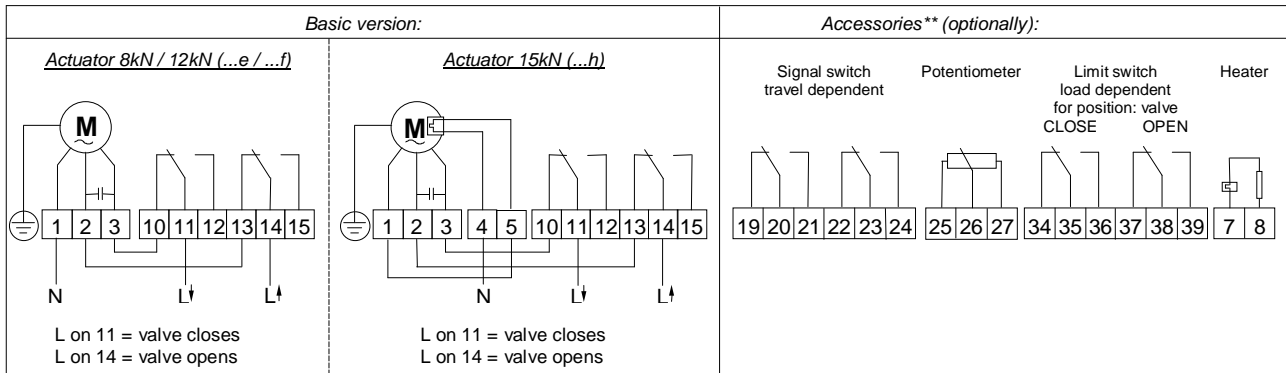 Basic version:
Accessories** (optionally):
Actuator 8kN / 12kN (...e / ...f)
Actuator 15kN (...h)
Signal switch
travel dependent
Potentiometer
Limit switch
load dependent
for position: valve
CLOSE OPEN
Heater
M
~
M
~
1 2 3 10 11 12 13 14 15
1 2 3 4 5 10 11 12 13 14 15
19 20 21 22 23 24
25 26 27
34 35 36 37 38 39
7 8
N L L
N L L
L on 11 = valve closes
L on 14 = valve opens
L on 11 = valve closes
L on 14 = valve opens